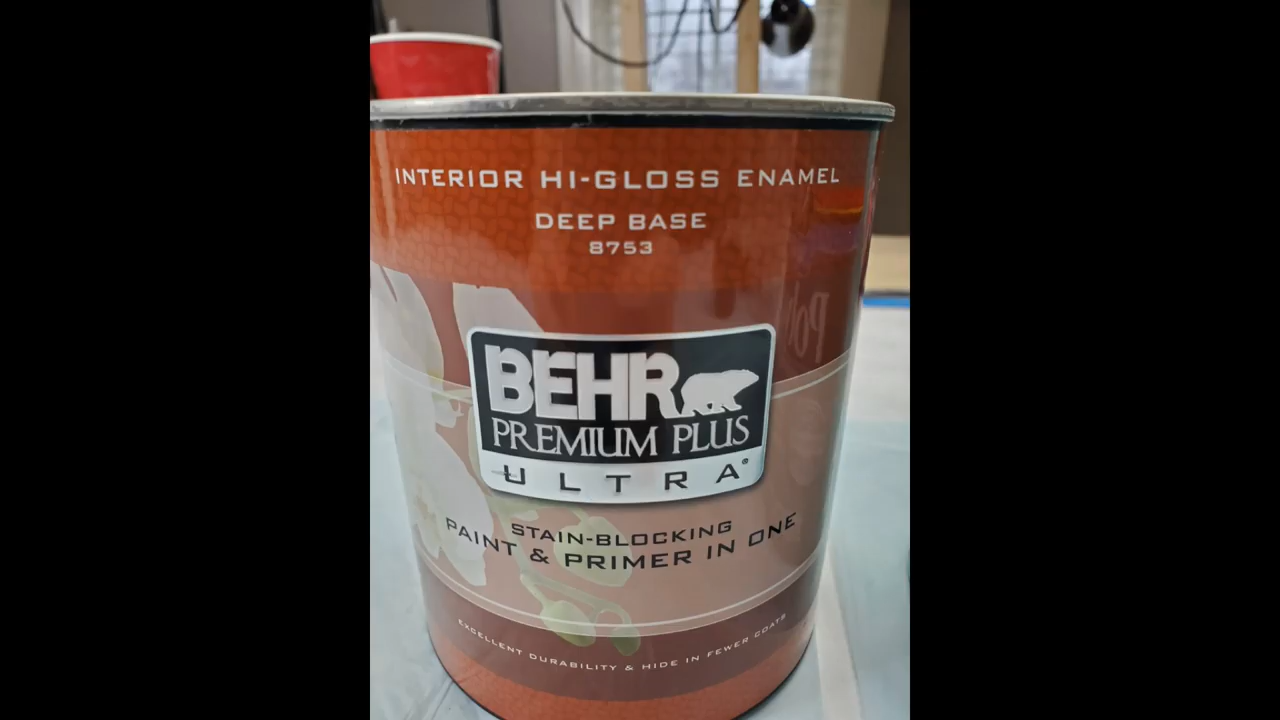 INTERIOR HI-GLOSS ENAMEL
DEEP BASE
8753
BEHR
PREMIUM PLUS
ULTRA®
STAIN-BLOCKING
PAINT & PRIMER IN ONE
EXCELLENT DURABILITY & HIDE IN FEWER COATS